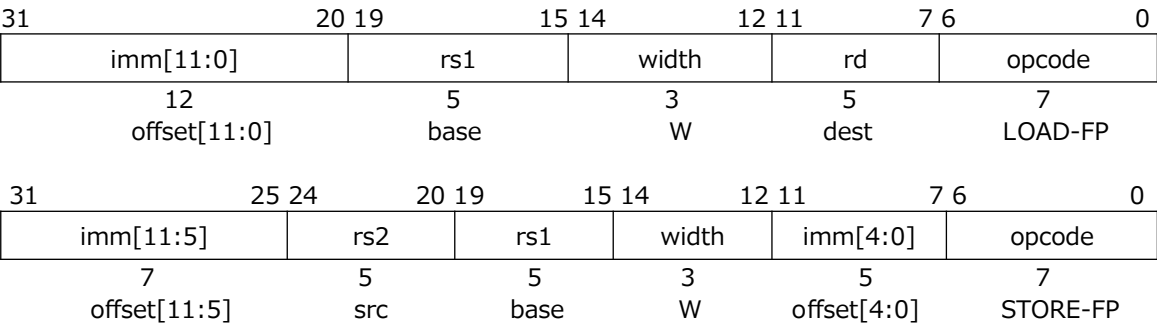 31 20 19 15 14 12 11 7 6 0
imm[11:0] rs1 width rd opcode
12 5 3 5 7
offset[11:0] base W dest LOAD-FP
31 25 24 20 19 15 14 12 11 7 6 0
imm[11:5] rs2 rs1 width imm[4:0] opcode
7 5 5 3 5 7
offset[11:5] src base W offset[4:0] STORE-FP